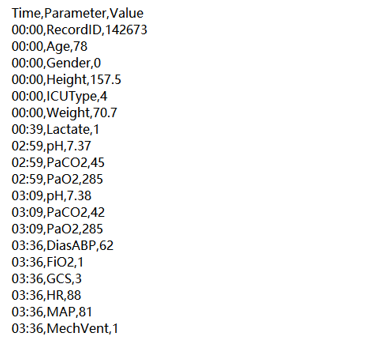 Time,Parameter,Value
00:00,RecordID,142673
00:00,Age,78
00:00,Gender,0
00:00,Height,157.5
00:00,ICUType,4
00:00,Weight,70.7
00:39,Lactate,1
02:59,pH,7.37
02:59,PaCO2,45
02:59,PaO2,285
03:09,pH,7.38
03:09,PaCO2,42
03:09,PaO2,285
03:36,DiasABP,62
03:36,FiO2,1
03:36,GCS,3
03:36,HR,88
03:36,MAP,81
03:36,MechVent,1